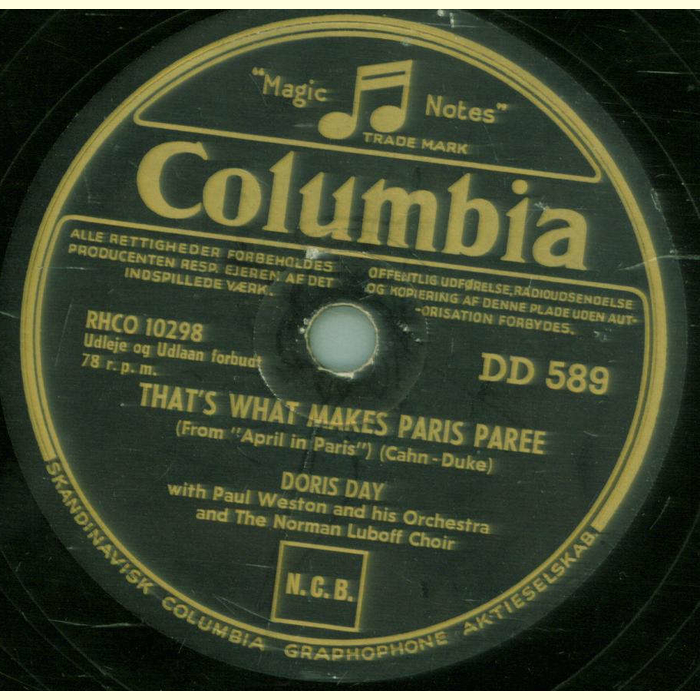 "Magic Notes"
TRADE MARK
Columbia
ALLE RETTIGHEDER FORBEHOLDES
PRODUCENTEN RESP. EJEREN AF DET
INDSPILLEDE VÆRK.
OFFENTLIG UDFØRELSE, RADIOUDSENDELSE
OG KOPIERING AF DENNE PLADE UDEN AUT-
ORISATION FORBYDES.
RHCO 10298
Udleje og Udlaan forbudt
78 r. p. m.
DD 589
THAT'S WHAT MAKES PARIS PAREE
(From "April in Paris") (Cahn-Duke)
DORIS DAY
with Paul Weston and his Orchestra
and The Norman Luboff Choir
N. C. B.
SKANDINAVISK COLUMBIA GRAPHOPHONE AKTIESELSKAB.